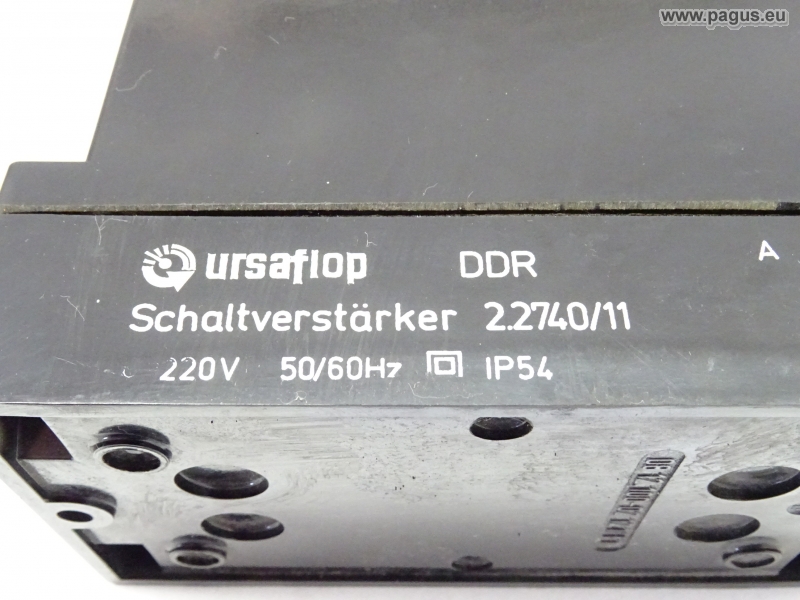 www.pagus.eu
ursaflop DDR A
Schaltverstärker 2.2740/11
220V 50/60Hz IP54